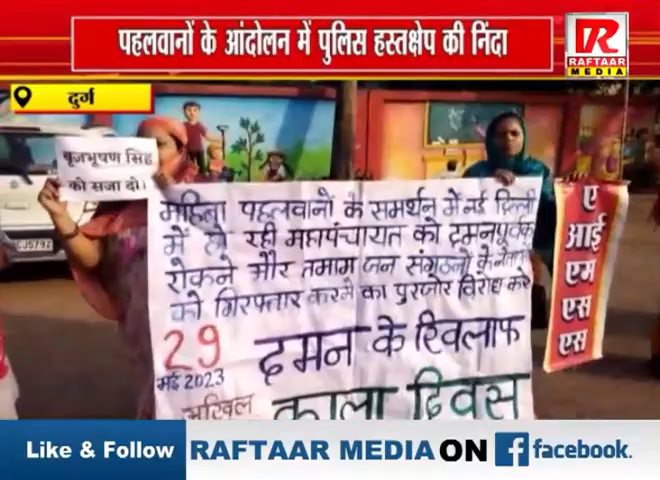 पहलवानों के आंदोलन में पुलिस हस्तक्षेप की निंदा
R
RAFTAAR
MEDIA
दुर्ग
बृजभूषण सिंह
को सजा दो।
महिला पहलवानों के समर्थन में नई दिल्ली
में हो रही महापंचायत को दमनपूर्वक
रोकने और तमाम जन संगठनों के
को गिरफ्तार करने का पुरजोर विरोध करें
29
मई 2023
दमन के खिलाफ
अखिल
काला दिवस
ए
आई
एम
एस
एस
Like & Follow RAFTAAR MEDIA ON f facebook.